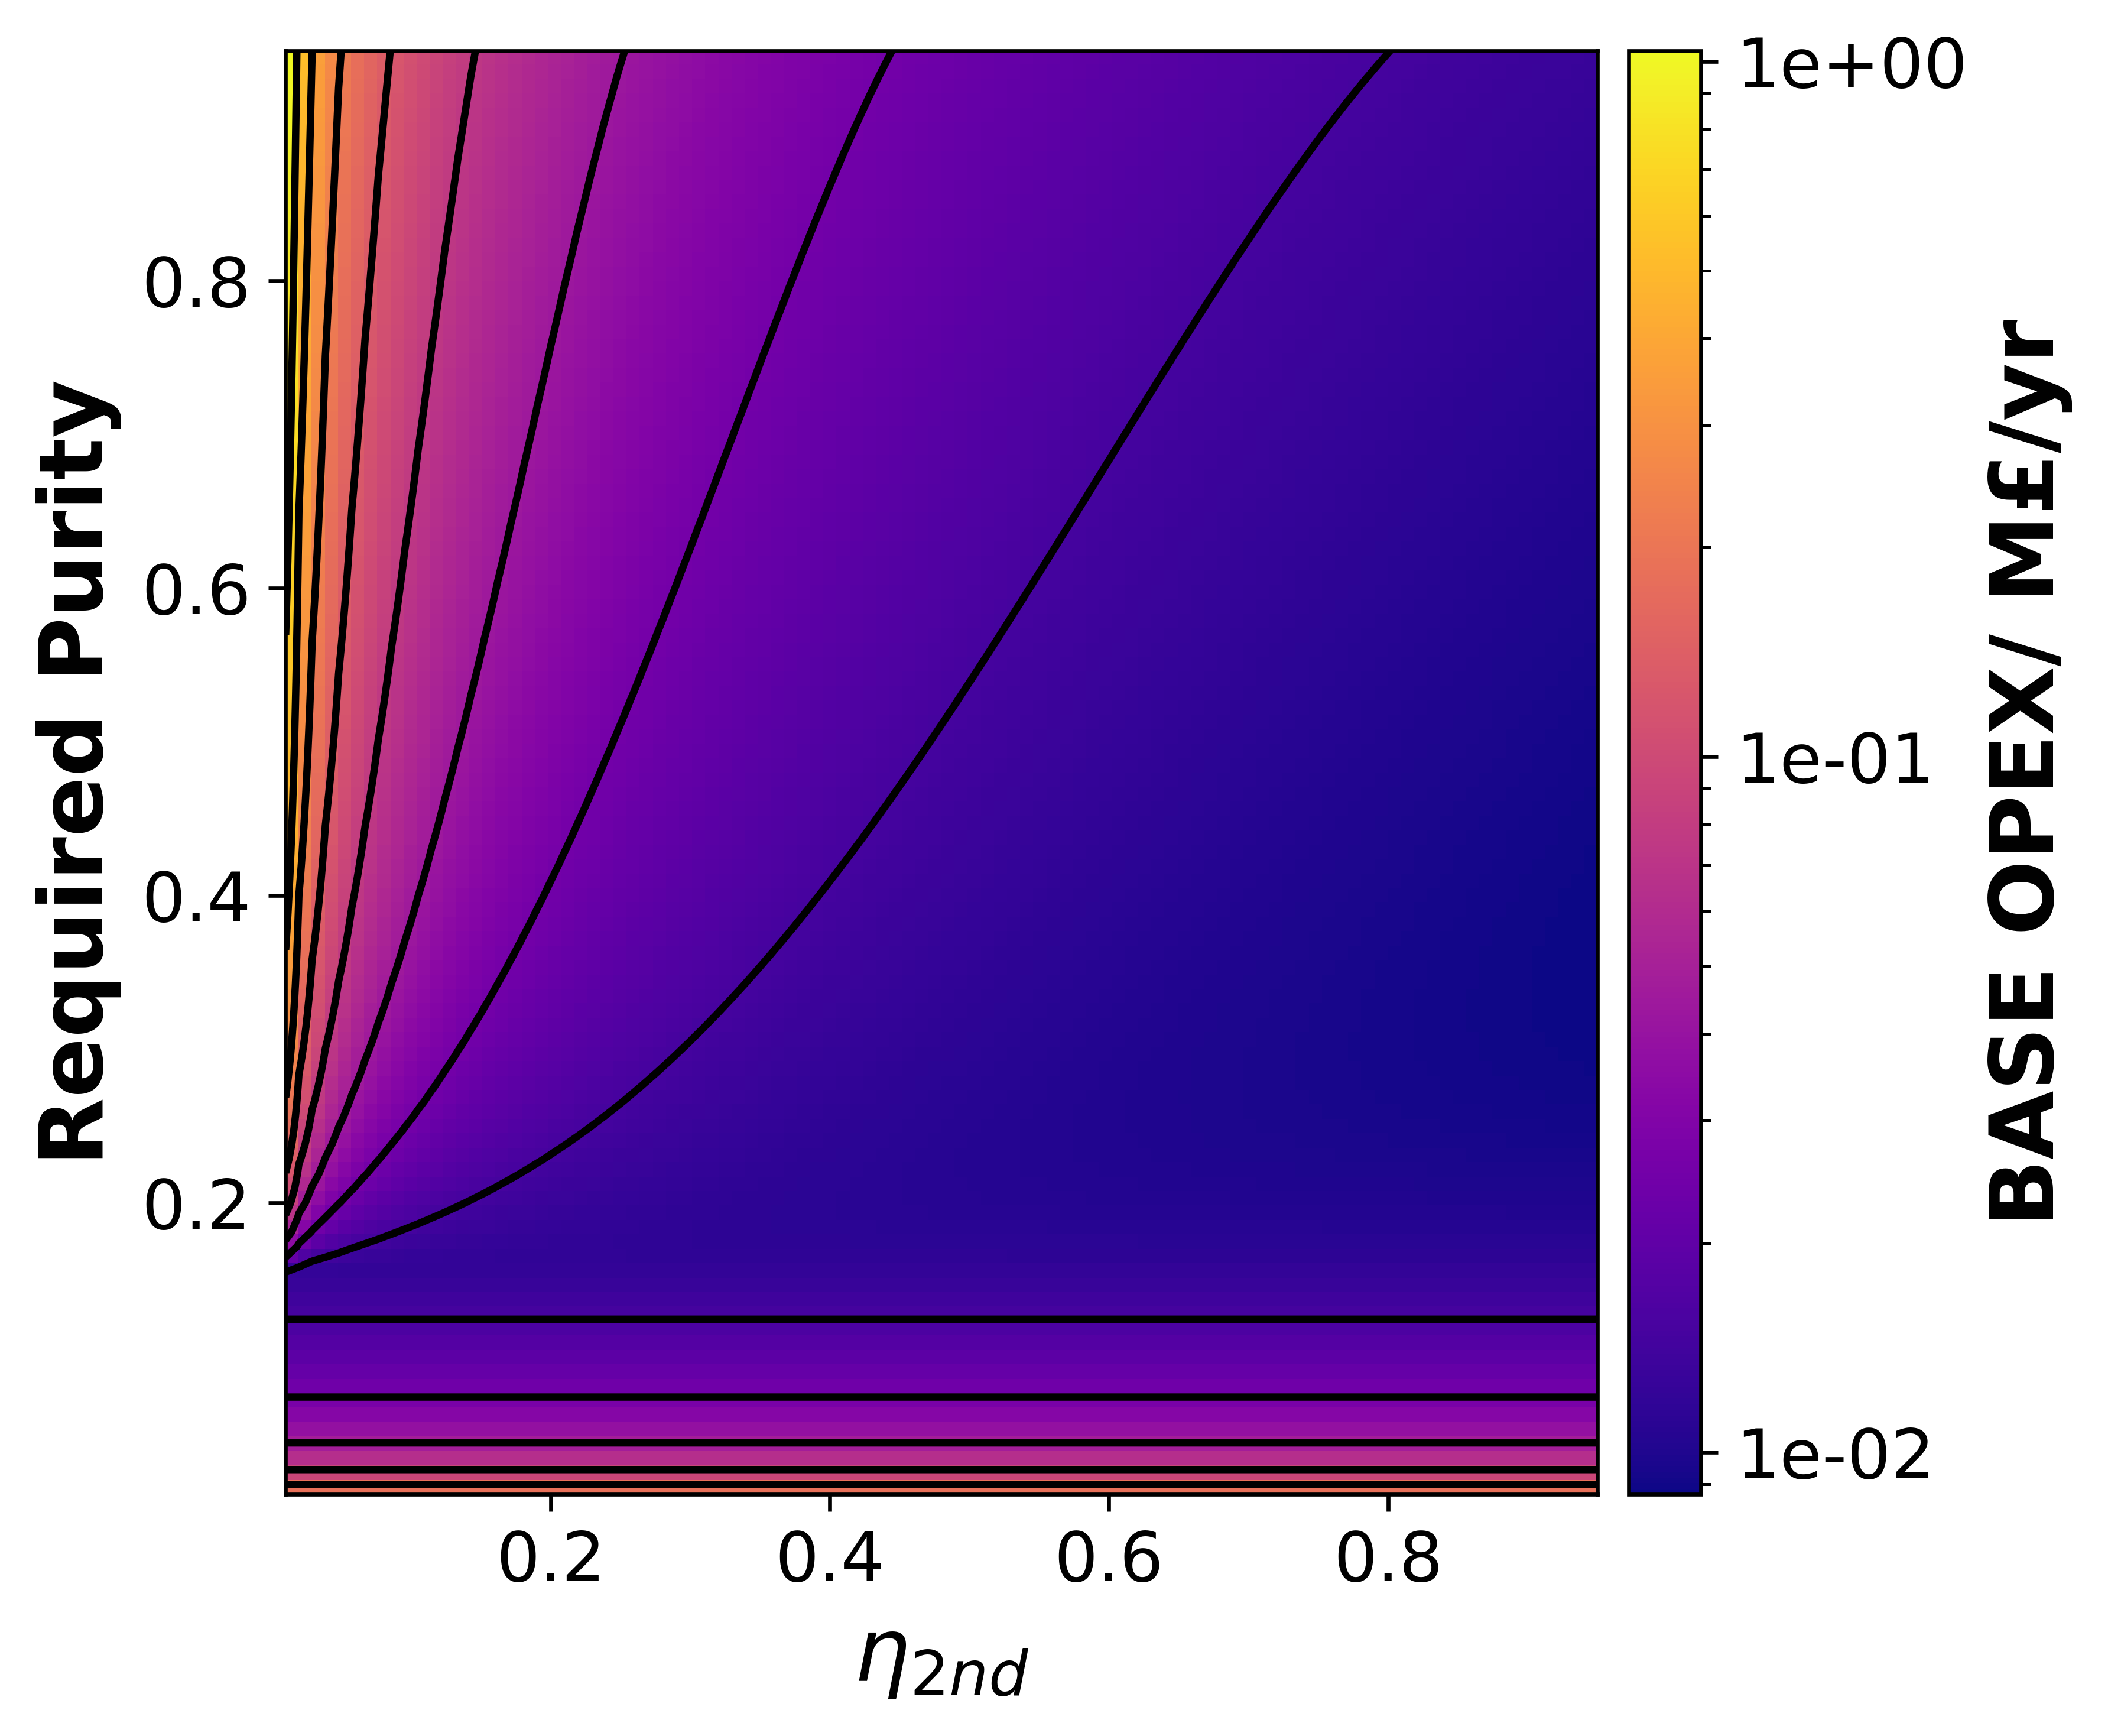 Required Purity
0.8
0.6
0.4
0.2
0.2 0.4 0.6 0.8
η2nd
1e+00
1e-01
1e-02
BASE OPEX/ M£/yr